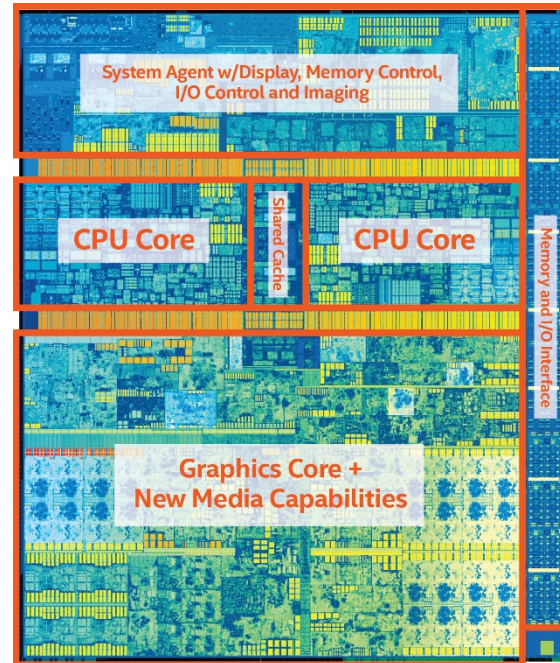 System Agent w/Display, Memory Control,
I/O Control and Imaging
CPU Core
Shared Cache
CPU Core
Memory and I/O Interface
Graphics Core +
New Media Capabilities